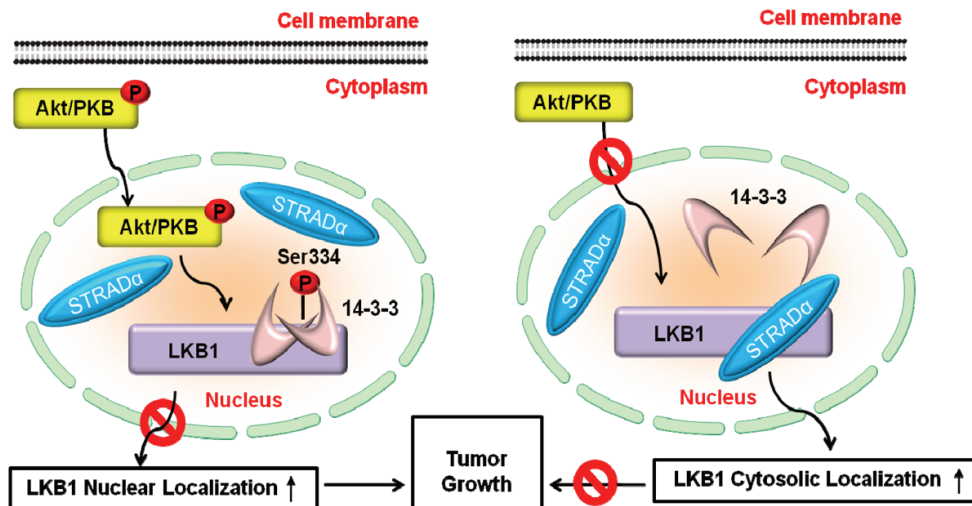 Cell membrane
Cytoplasm
Akt/PKB
P
Akt/PKB
P
STRADα
STRADα
Ser334
P
14-3-3
LKB1
Nucleus
LKB1 Nuclear Localization ↑
Tumor
Growth
Cell membrane
Cytoplasm
Akt/PKB
14-3-3
STRADα
LKB1
STRADα
Nucleus
LKB1 Cytosolic Localization ↑